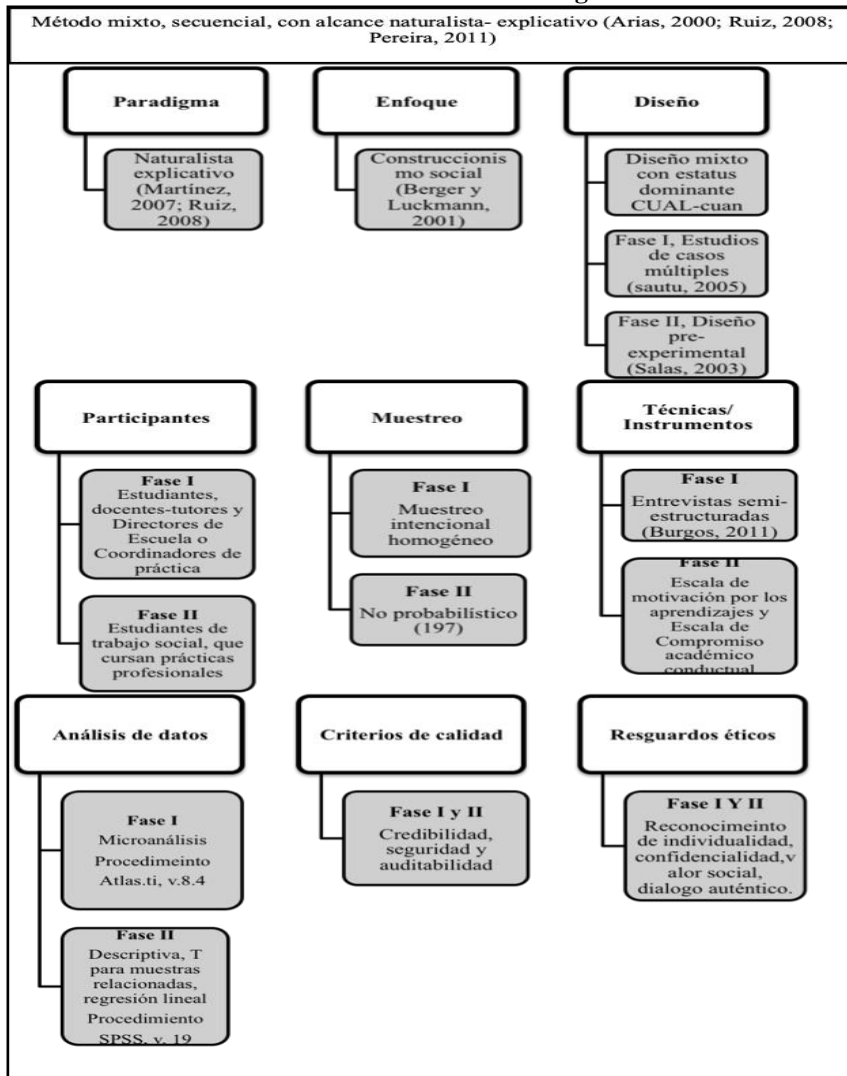 Método mixto, secuencial, con alcance naturalista- explicativo (Arias, 2000; Ruiz, 2008;
Pereira, 2011)
Paradigma
Naturalista
explicativo
(Martínez,
2007; Ruiz,
2008)
Enfoque
Construccionis
mo social
(Berger y
Luckmann,
2001)
Diseño
Diseño mixto
con estatus
dominante
CUAL-cuan
Fase I, Estudios
de casos
múltiples
(sautu, 2005)
Fase II, Diseño
pre-
experimental
(Salas, 2003)
Participantes
Fase I
Estudiantes,
docentes-tutores y
Directores de
Escuela o
Coordinadores de
práctica
Fase II
Estudiantes de
trabajo social, que
cursan prácticas
profesionales
Muestreo
Fase I
Muestreo
intencional
homogéneo
Fase II
No probabilístico
(197)
Técnicas/
Instrumentos
Fase I
Entrevistas semi-
estructuradas
(Burgos, 2011)
Fase II
Escala de
motivación por los
aprendizajes y
Escala de
Compromiso
académico
conductual
Análisis de datos
Fase I
Microanálisis
Procedimeinto
Atlas.ti, v.8.4
Fase II
Descriptiva, T
para muestras
relacionadas,
regresión lineal
Procedimiento
SPSS, v. 19
Criterios de calidad
Fase I y II
Credibilidad,
seguridad y
auditabilidad
Resguardos éticos
Fase I Y II
Reconocimeinto
de individualidad,
confidencialidad,v
alor social,
dialogo auténtico.